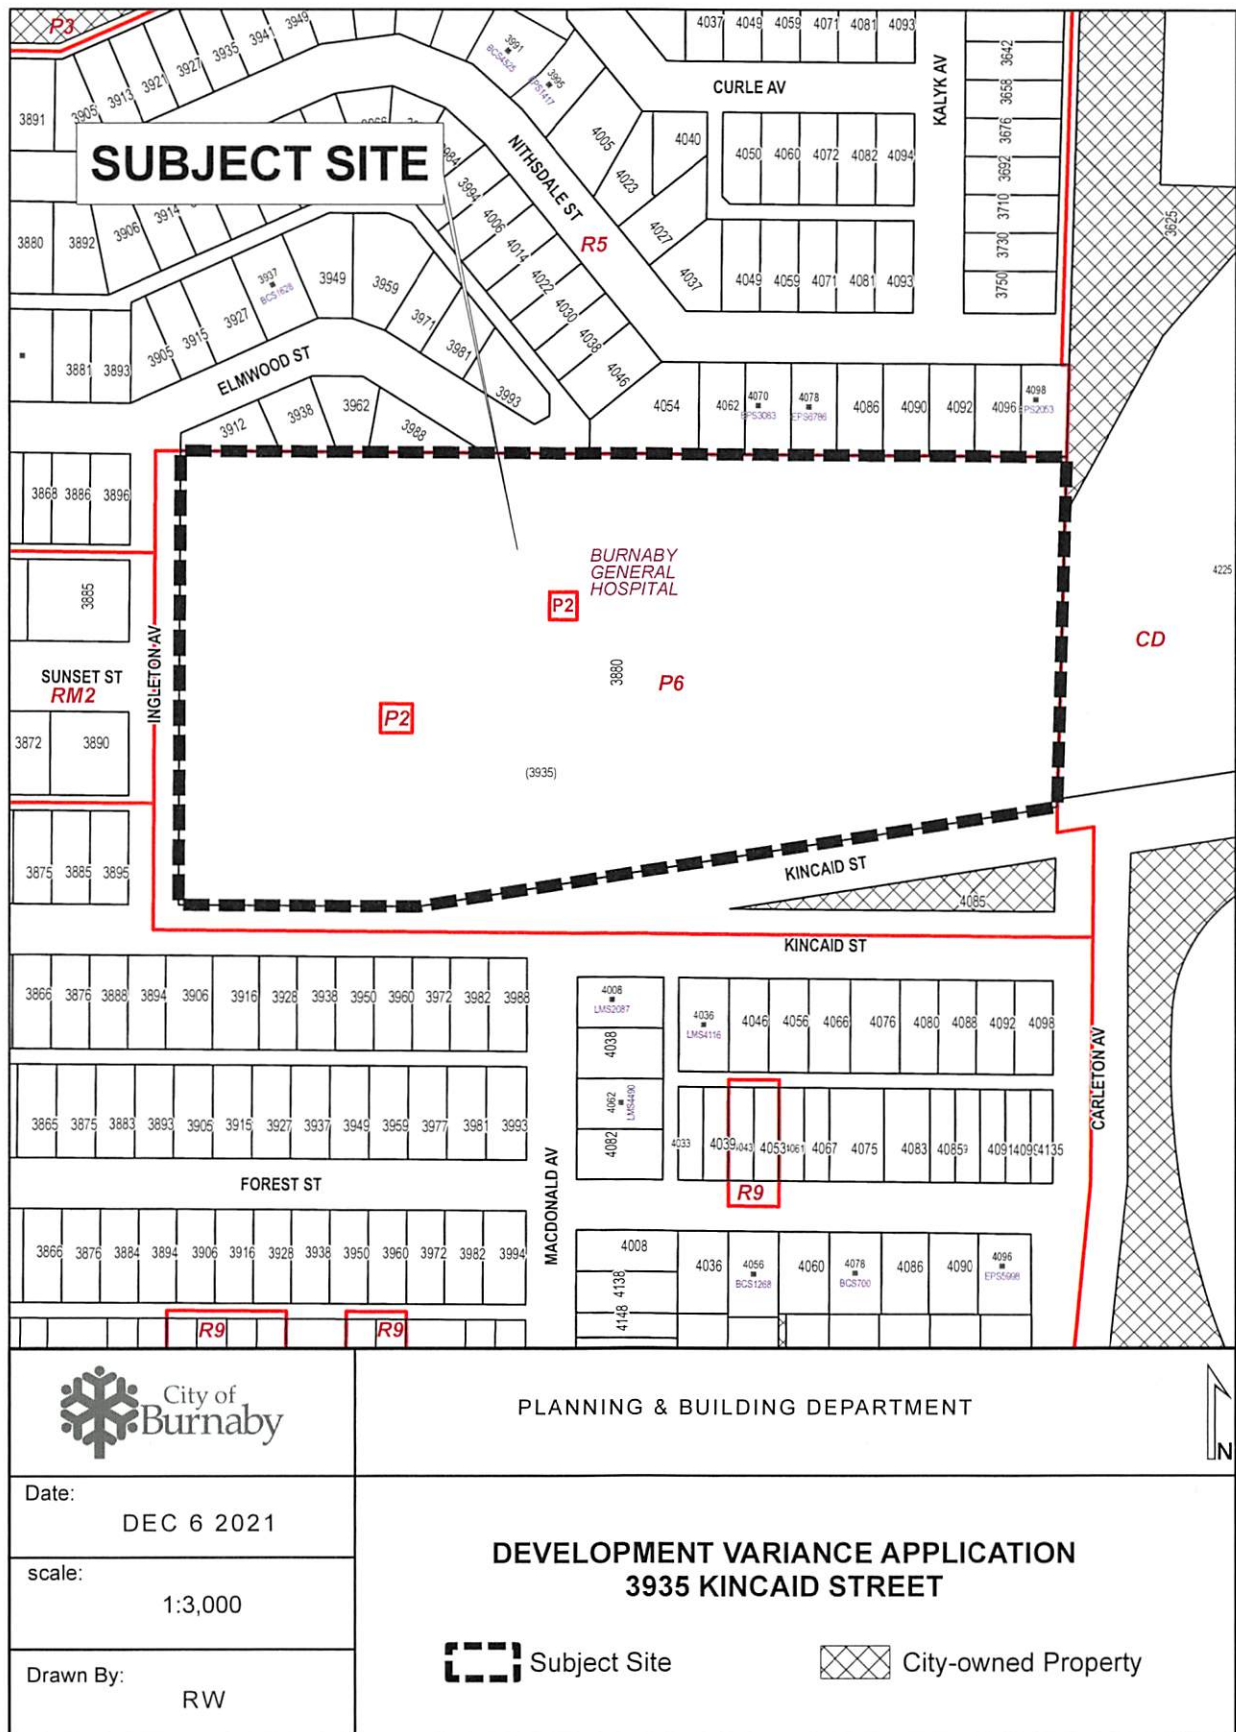 P3
3891
3905
3913
3921
3927
3935
3941
3949
3991
BCS4525
3995
EPS1417
4005
4023
4027
4037
4040
4037 4049 4059 4071 4081 4093
CURLE AV
KALYK AV
3642
3658
3676
3692
3710
3730
3750
3625
4050 4060 4072 4082 4094
4049 4059 4071 4081 4093
SUBJECT SITE
NITHSDALE ST
R5
3994
4006
4014
4022
4030
4038
4046
3880 3892 3906 3914
3937
BCS1628
3949
3959
3971
3981
3993
3881 3893 3905 3915 3927
ELMWOOD ST
3912 3938 3962 3988
4054 4062
4070
EPS3083
4078
EPS6786
4086 4090 4092 4096
4098
EPS2053
3868 3886 3896
3885
INGLETON AV
SUNSET ST
RM2
3872 3890
3875 3885 3895
BURNABY
GENERAL
HOSPITAL
P2
3880
P6
P2
(3935)
4225
CD
KINCAID ST
4085
KINCAID ST
3866 3876 3888 3894 3906 3916 3928 3938 3950 3960 3972 3982 3988
4008
LMS2087
4038
4062
LMS4490
4082
4036
LMS4116
4046 4056 4066 4076 4080 4088 4092 4098
CARLETON AV
3865 3875 3883 3893 3905 3915 3927 3937 3949 3959 3977 3981 3993
4033 4039 4043 4053 4061 4067 4075 4083 4085 4091 4135
R9
FOREST ST
MACDONALD AV
3866 3876 3884 3894 3906 3916 3928 3938 3950 3960 3972 3982 3994
4008
4138
4148
4036
4056
BCS1268
4060
4078
BCS700
4086 4090
4096
EPS5998
R9 R9
City of
Burnaby
PLANNING & BUILDING DEPARTMENT
N
Date:
DEC 6 2021
scale:
1:3,000
Drawn By:
RW
DEVELOPMENT VARIANCE APPLICATION
3935 KINCAID STREET
Subject Site
City-owned Property